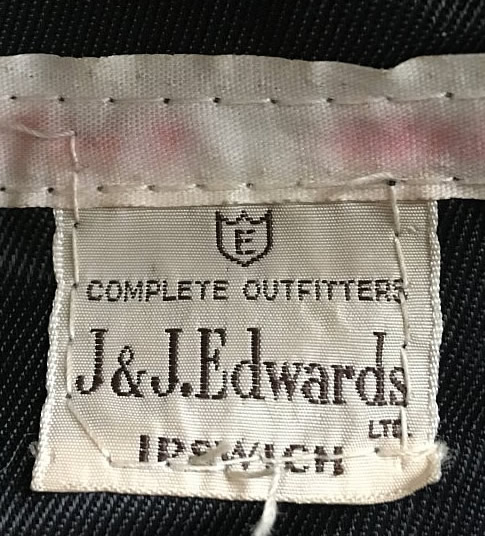 E
COMPLETE OUTFITTERS
J&J.Edwards
LTD.
IPSWICH